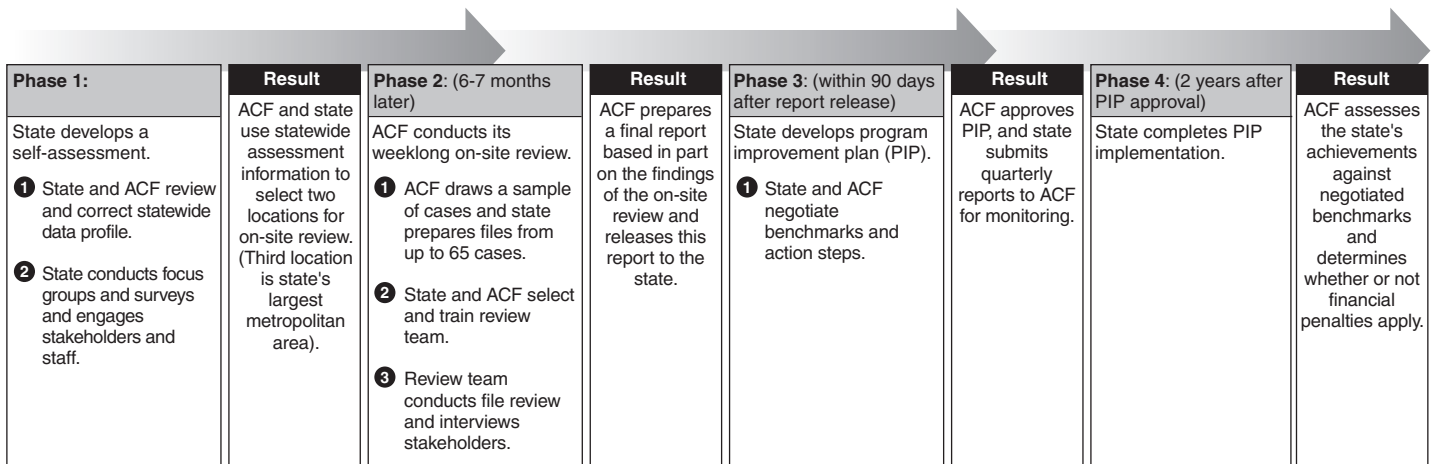 Phase 1:
State develops a
self-assessment.
1 State and ACF review
and correct statewide
data profile.
2 State conducts focus
groups and surveys
and engages
stakeholders and
staff.
Result
ACF and state
use statewide
assessment
information to
select two
locations for
on-site review.
(Third location
is state's
largest
metropolitan
area).
Phase 2: (6-7 months
later)
ACF conducts its
weeklong on-site review.
1 ACF draws a sample
of cases and state
prepares files from
up to 65 cases.
2 State and ACF select
and train review
team.
3 Review team
conducts file review
and interviews
stakeholders.
Result
ACF prepares
a final report
based in part
on the findings
of the on-site
review and
releases this
report to the
state.
Phase 3: (within 90 days
after report release)
State develops program
improvement plan (PIP).
1 State and ACF
negotiate
benchmarks and
action steps.
Result
ACF approves
PIP, and state
submits
quarterly
reports to ACF
for monitoring.
Phase 4: (2 years after
PIP approval)
State completes PIP
implementation.
Result
ACF assesses
the state's
achievements
against
negotiated
benchmarks
and
determines
whether or not
financial
penalties apply.